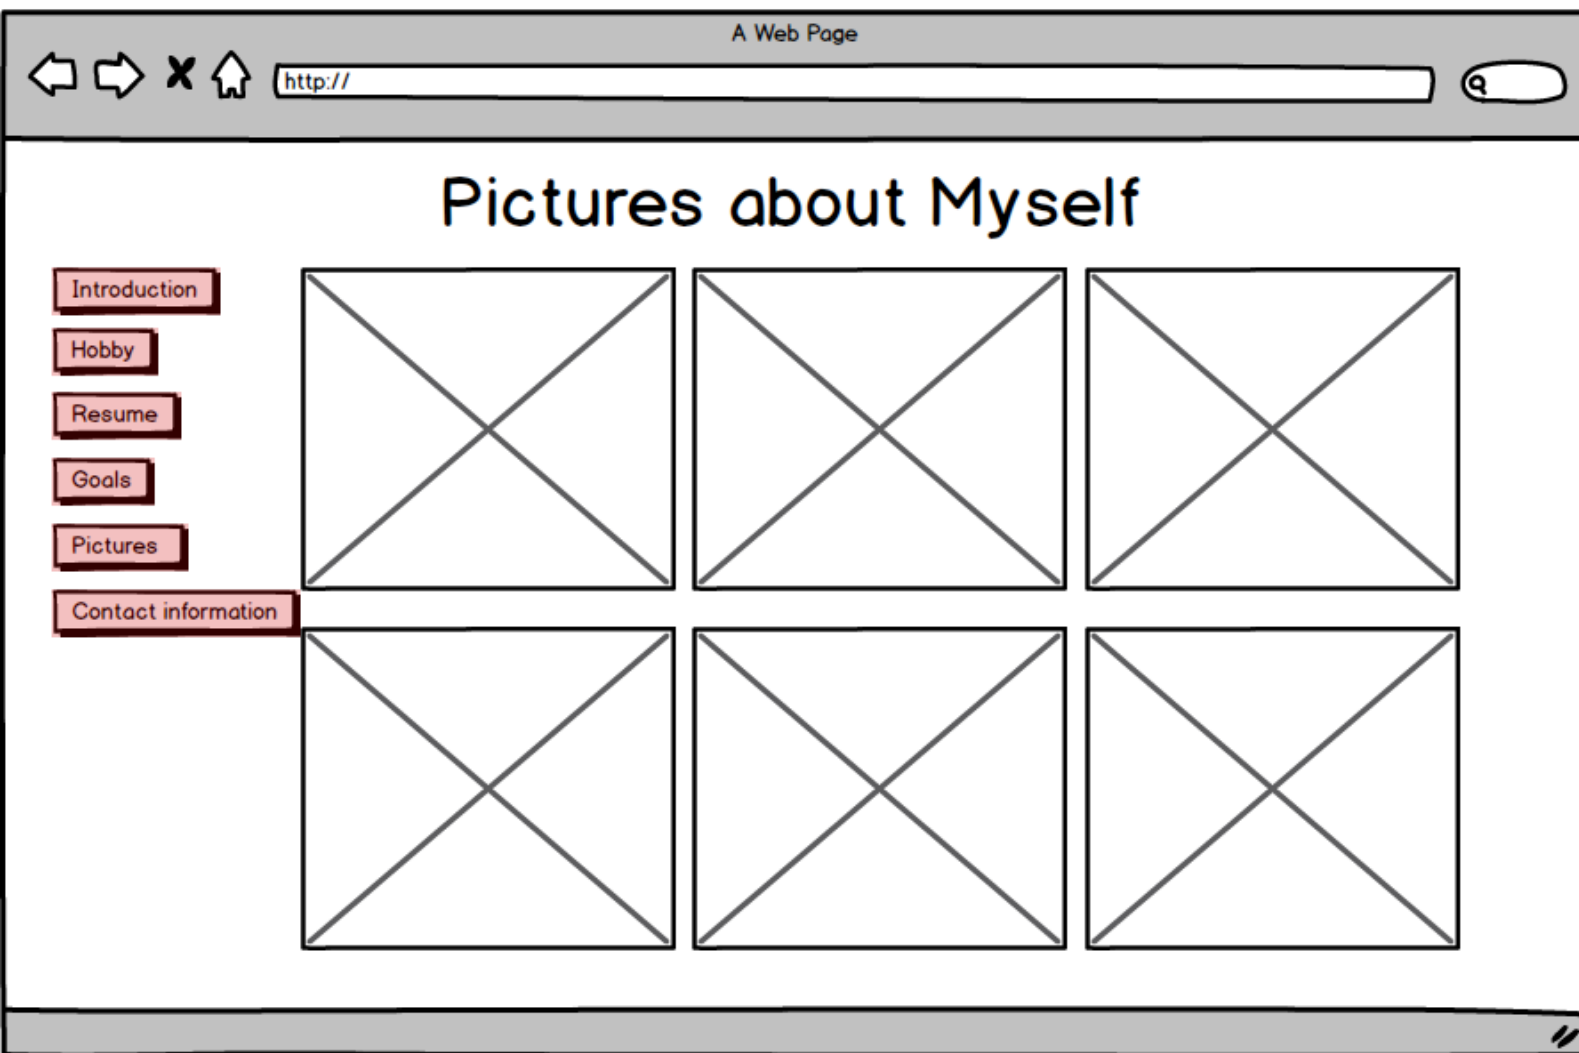 A Web Page
http://
Pictures about Myself
Introduction
Hobby
Resume
Goals
Pictures
Contact information